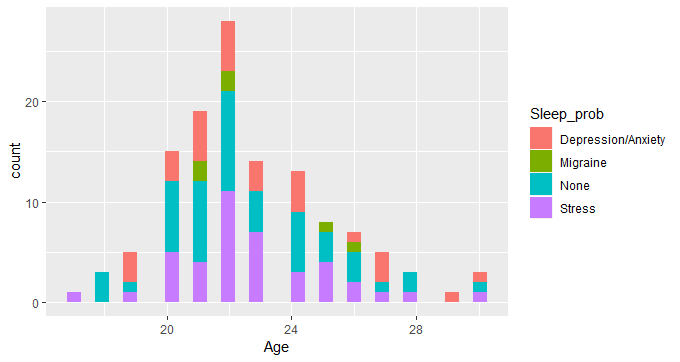 count
20
10
0
20
24
28
Age
Sleep_prob
Depression/Anxiety
Migraine
None
Stress